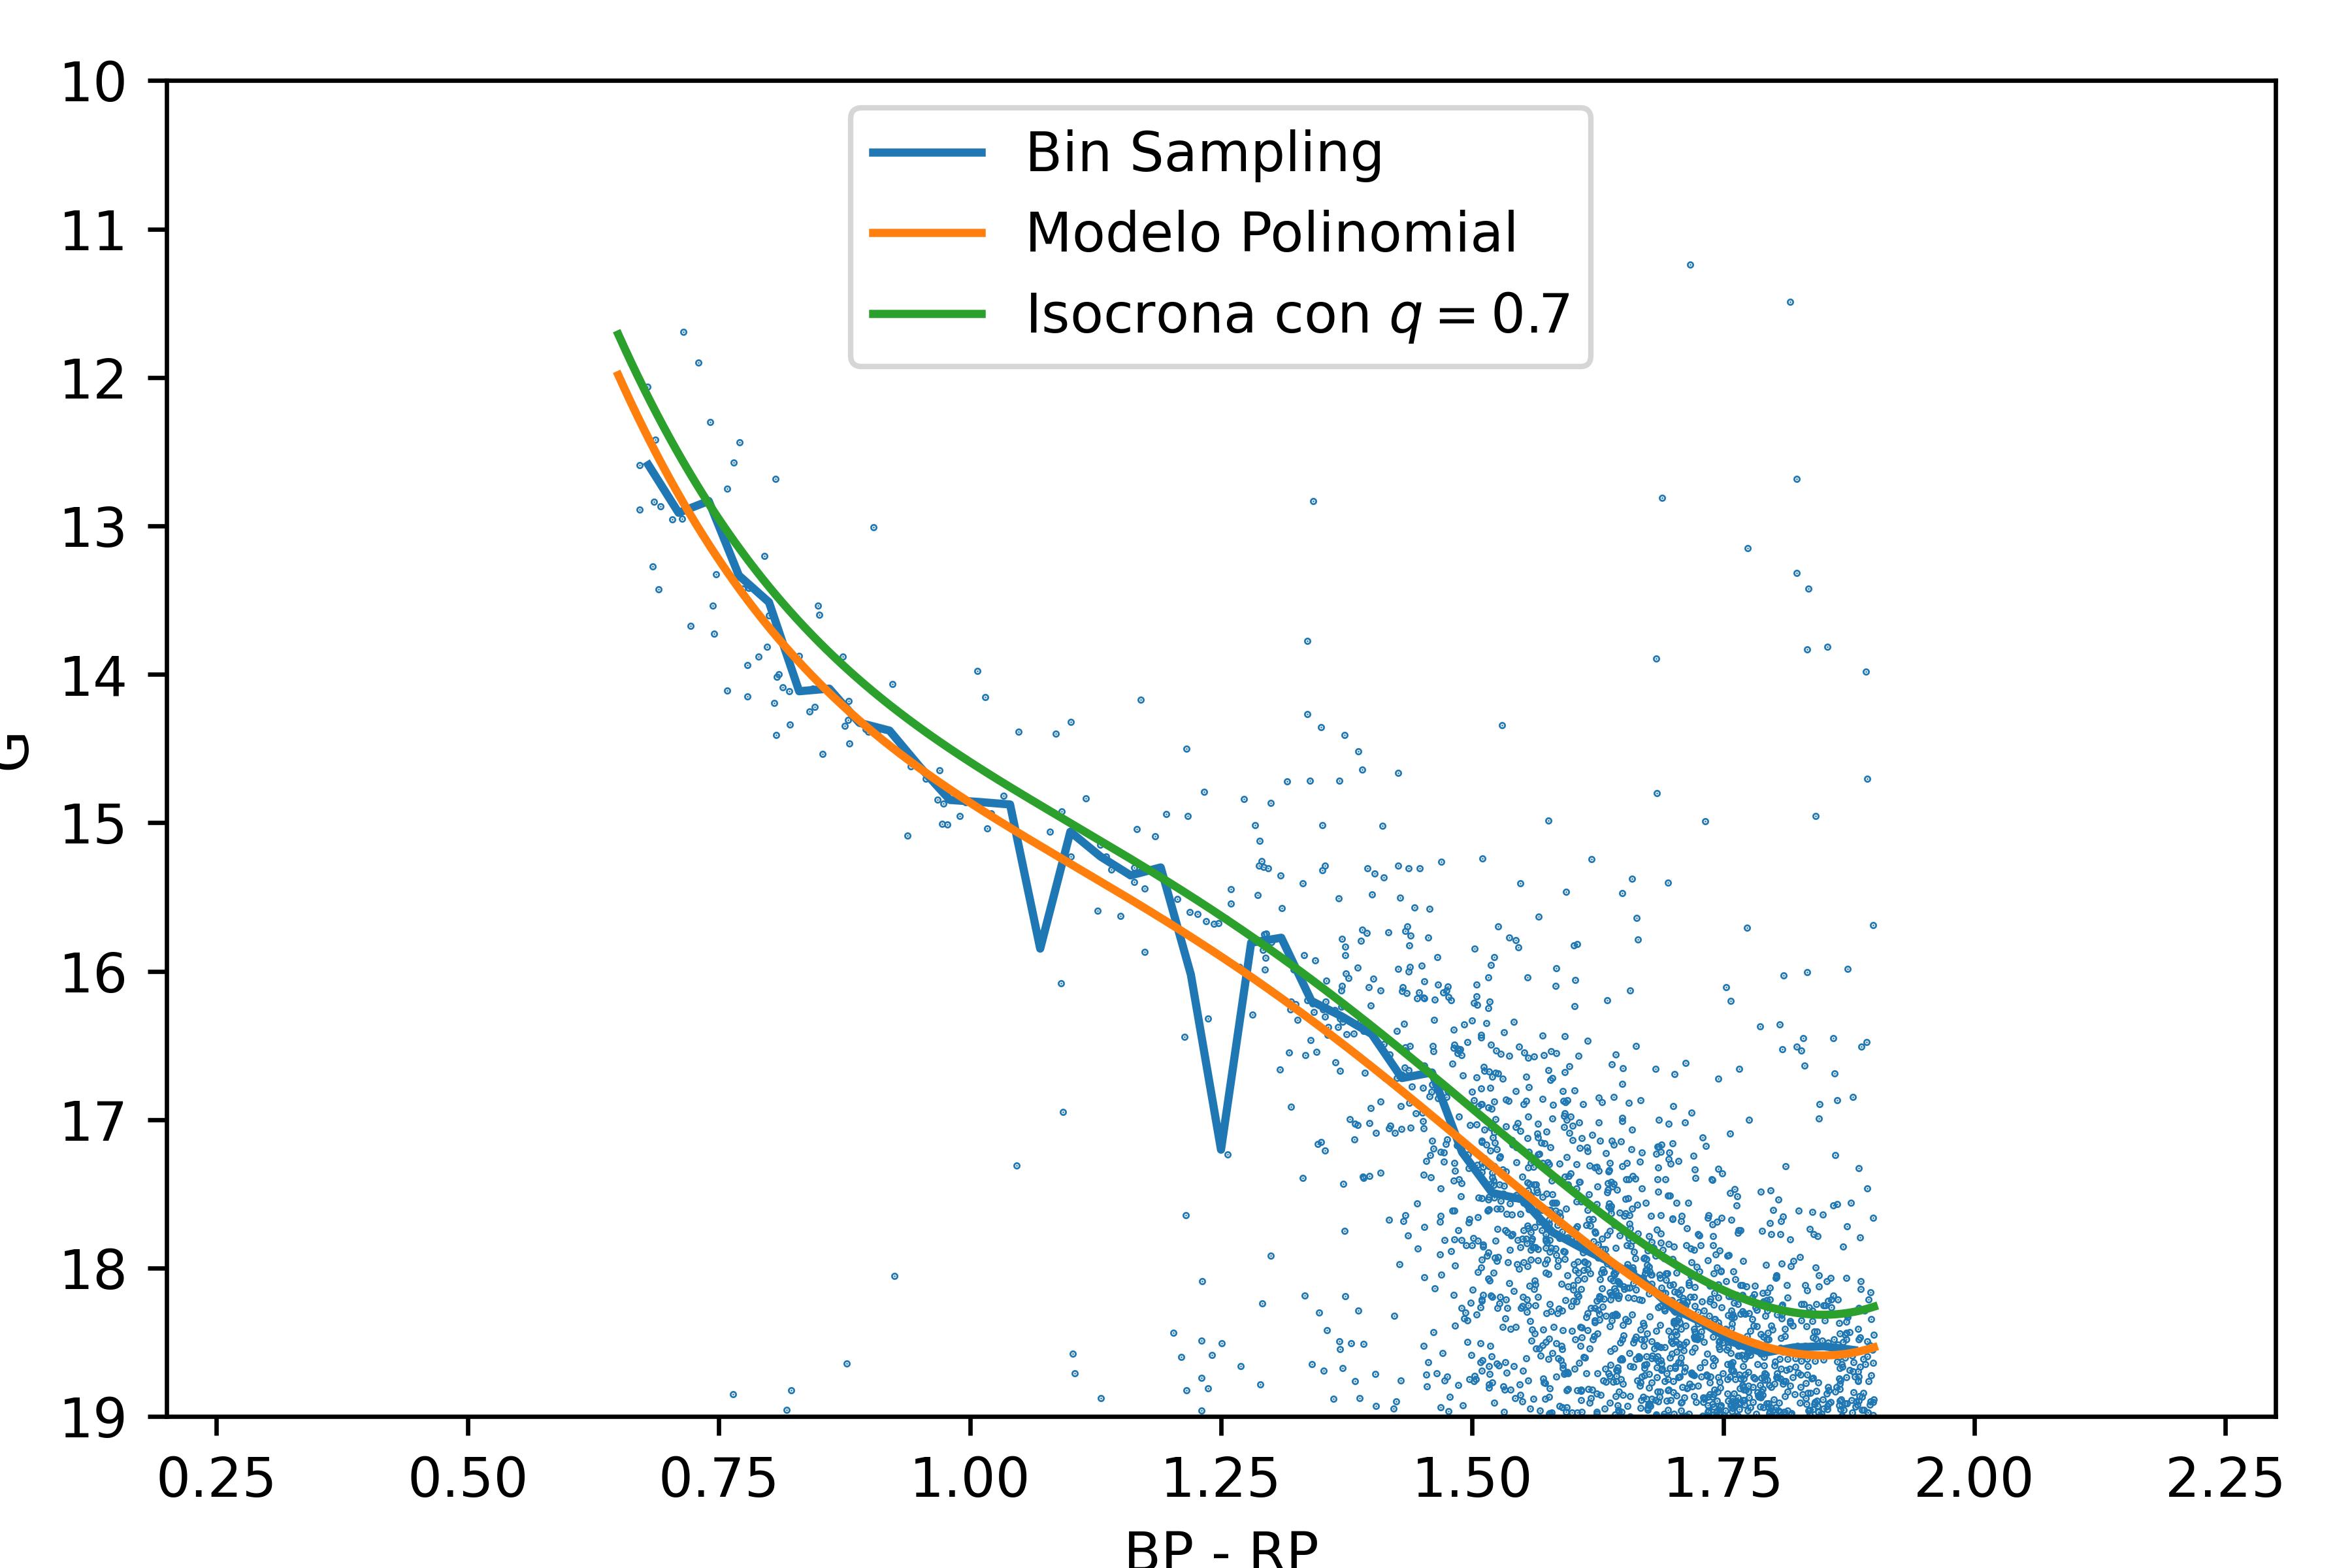 10
11
12
13
14
15
16
17
18
19
G
Bin Sampling
Modelo Polinomial
Isocrona con q = 0.7
0.25 0.50 0.75 1.00 1.25 1.50 1.75 2.00 2.25
BP - RP